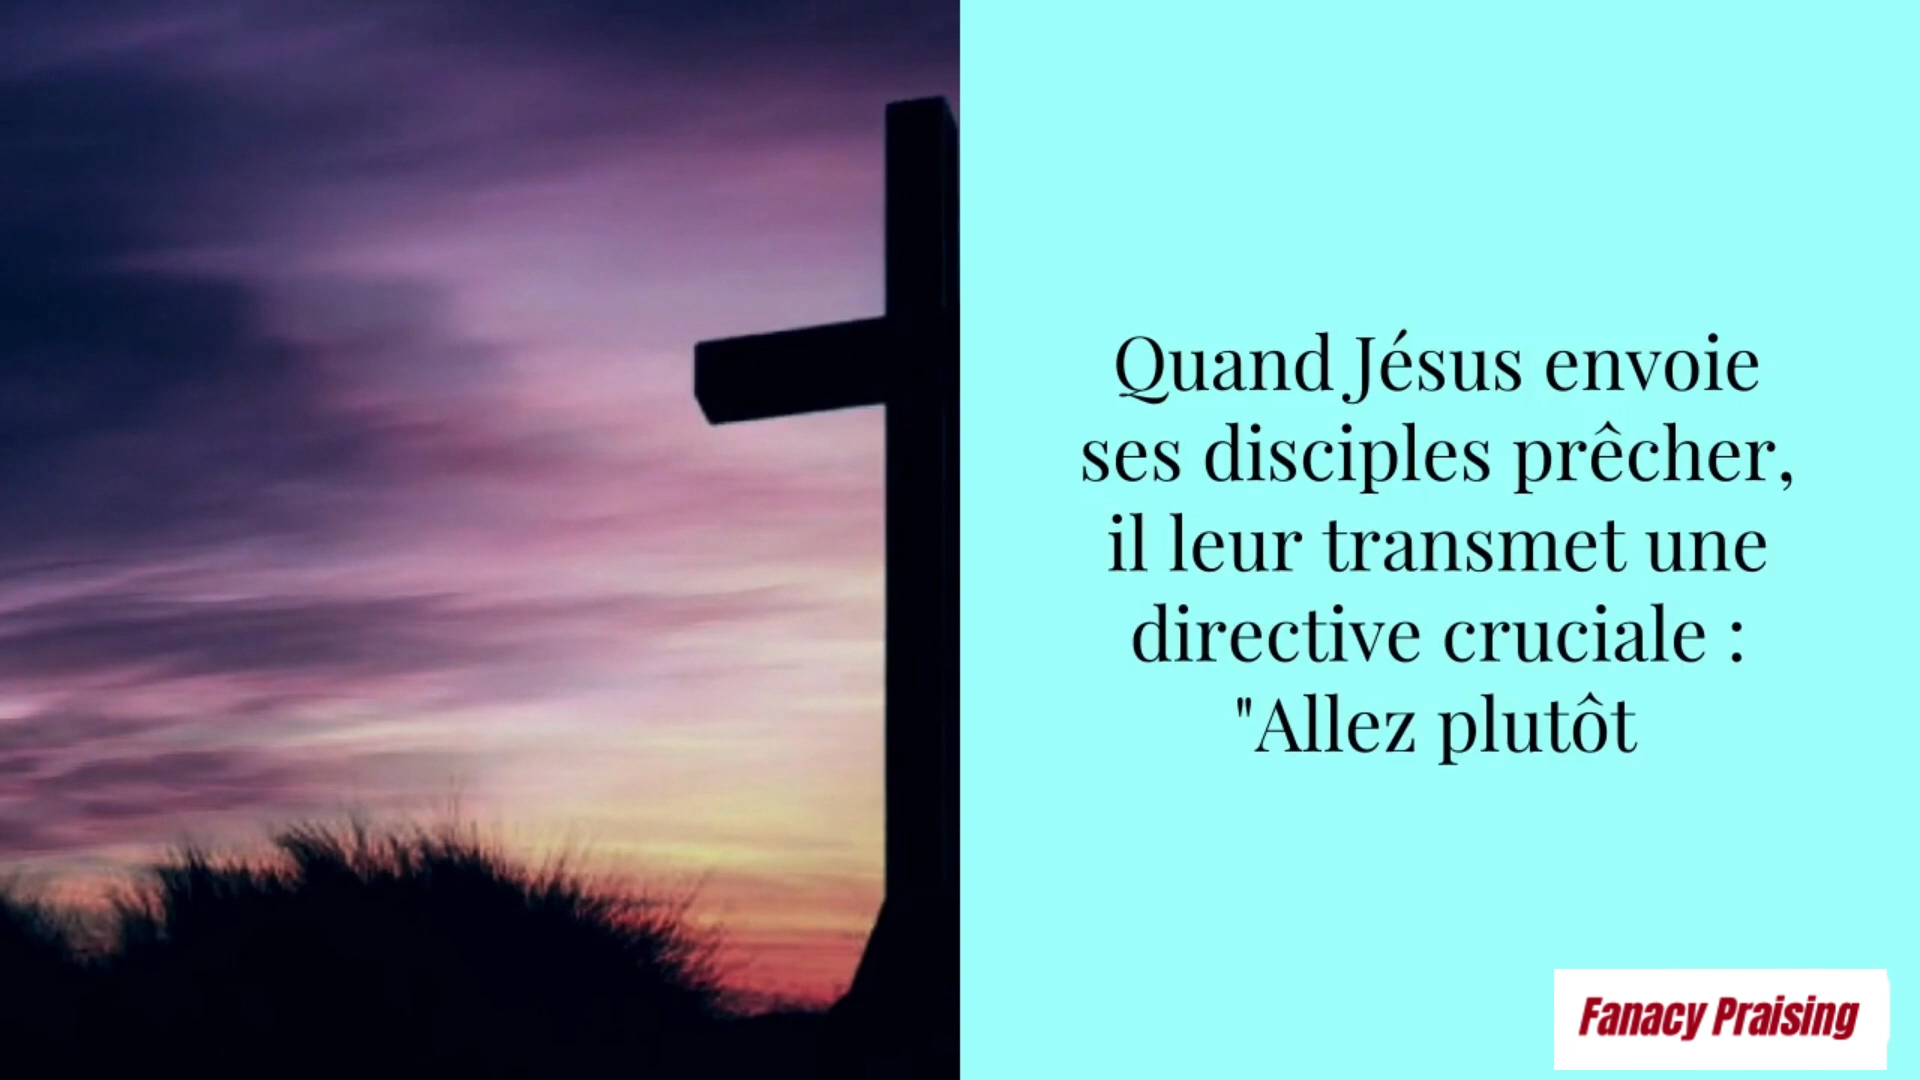 Quand Jésus envoie
ses disciples prêcher,
il leur transmet une
directive cruciale :
"Allez plutôt
Fanacy Praising